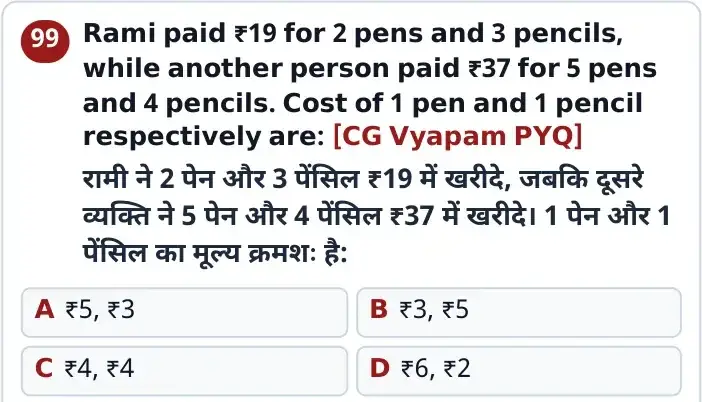 99
Rami paid ₹19 for 2 pens and 3 pencils,
while another person paid ₹37 for 5 pens
and 4 pencils. Cost of 1 pen and 1 pencil
respectively are: [CG Vyapam PYQ]
रामी ने 2 पेन और 3 पेंसिल ₹19 में खरीदे, जबकि दूसरे
व्यक्ति ने 5 पेन और 4 पेंसिल ₹37 में खरीदे। 1 पेन और 1
पेंसिल का मूल्य क्रमशः है:
A ₹5, ₹3
B ₹3, ₹5
C ₹4, ₹4
D ₹6, ₹2